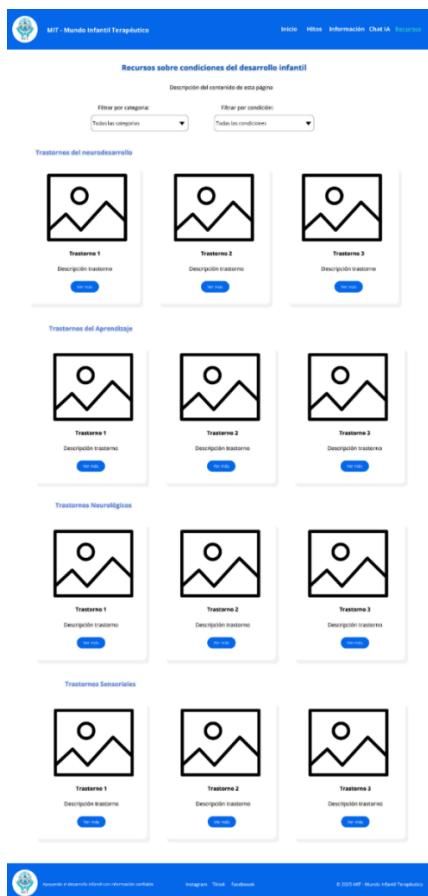 MIT - Mundo Infantil Terapéutico
Inicio Hitos Información Chat IA Recursos
Recursos sobre condiciones del desarrollo infantil
Descripción del contenido de esta página
Filtrar por categoría: Filtrar por condición:
Todas las categorías Todas las condiciones
Trastornos del neurodesarrollo
Trastorno 1 Trastorno 2 Trastorno 3
Descripción trastorno Descripción trastorno Descripción trastorno
Ver más Ver más Ver más
Trastornos del Aprendizaje
Trastorno 1 Trastorno 2 Trastorno 3
Descripción trastorno Descripción trastorno Descripción trastorno
Ver más Ver más Ver más
Trastornos Neurológicos
Trastorno 1 Trastorno 2 Trastorno 3
Descripción trastorno Descripción trastorno Descripción trastorno
Ver más Ver más Ver más
Trastornos Sensoriales
Trastorno 1 Trastorno 2 Trastorno 3
Descripción trastorno Descripción trastorno Descripción trastorno
Ver más Ver más Ver más
Apoyando el desarrollo infantil con información confiable Instagram Tiktok Facebook © 2025 MIT - Mundo Infantil Terapéutico